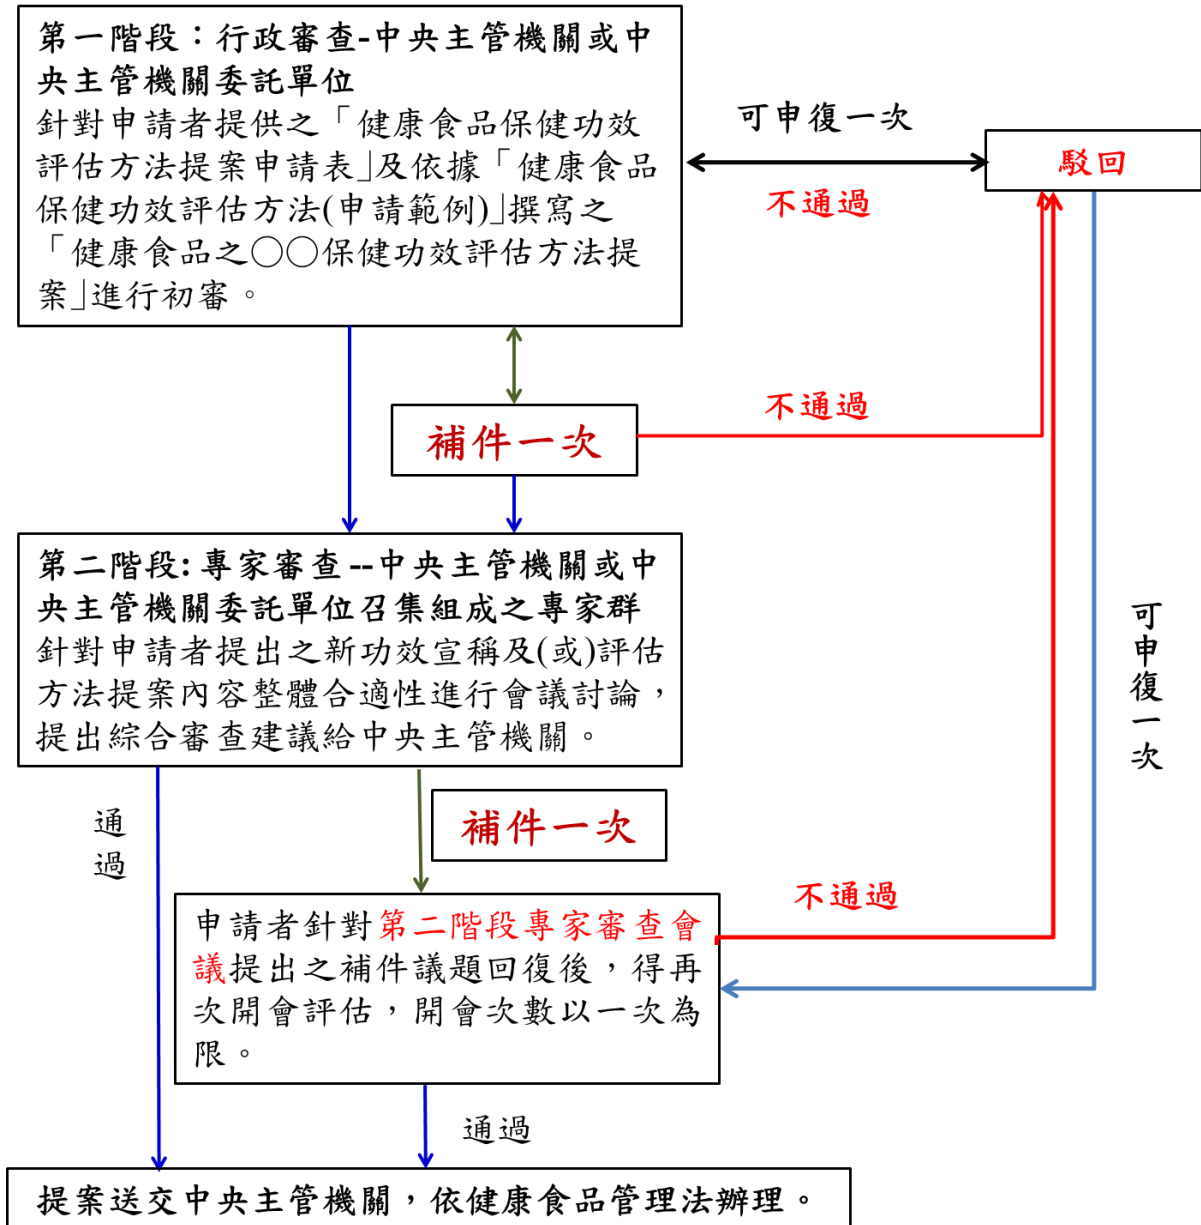 第一階段：行政審查-中央主管機關或中
央主管機關委託單位
針對申請者提供之「健康食品保健功效
評估方法提案申請表」及依據「健康食品
保健功效評估方法(申請範例)」撰寫之
「健康食品之○○保健功效評估方法提
案」進行初審。
可申復一次
不通過
駁回
補件一次
不通過
第二階段:專家審查--中央主管機關或中
央主管機關委託單位召集組成之專家群
針對申請者提出之新功效宣稱及(或)評估
方法提案內容整體合適性進行會議討論，
提出綜合審查建議給中央主管機關。
可申復一次
通過
補件一次
申請者針對第二階段專家審查會
議提出之補件議題回復後，得再
次開會評估，開會次數以一次為
限。
不通過
通過
提案送交中央主管機關，依健康食品管理法辦理。